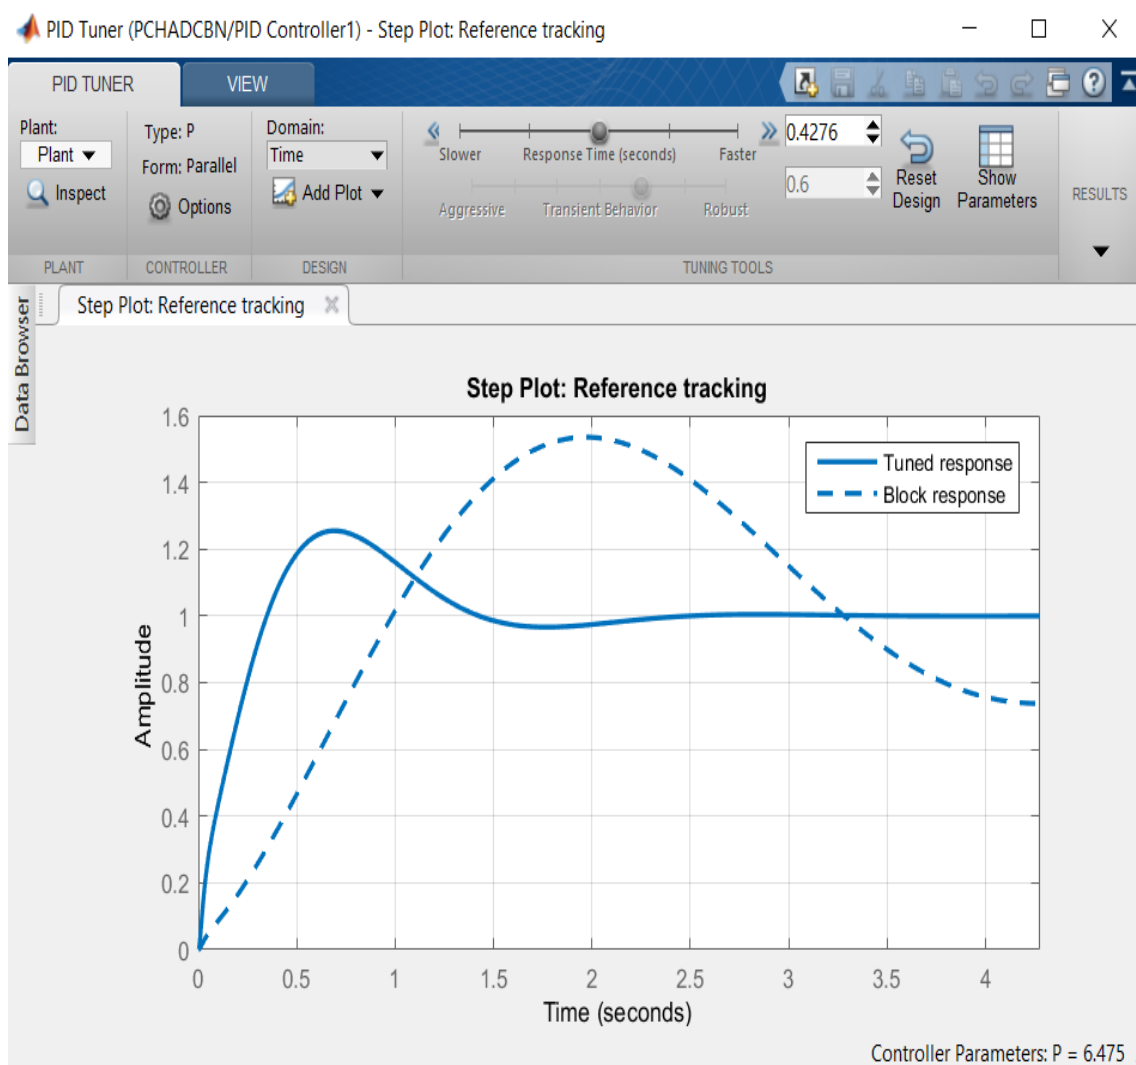 PID Tuner (PCHADCBN/PID Controller1) - Step Plot: Reference tracking
PID TUNER
VIEW
Plant:
Plant
Inspect
PLANT
Type: P
Form: Parallel
Options
CONTROLLER
Domain:
Time
Add Plot
DESIGN
Slower Response Time (seconds) Faster
0.4276
Aggressive Transient Behavior Robust
0.6
Reset
Design
Show
Parameters
TUNING TOOLS
RESULTS
Data Browser
Step Plot: Reference tracking
Step Plot: Reference tracking
Tuned response
Block response
Amplitude
1.6
1.4
1.2
1
0.8
0.6
0.4
0.2
0
0 0.5 1 1.5 2 2.5 3 3.5 4
Time (seconds)
Controller Parameters: P = 6.475